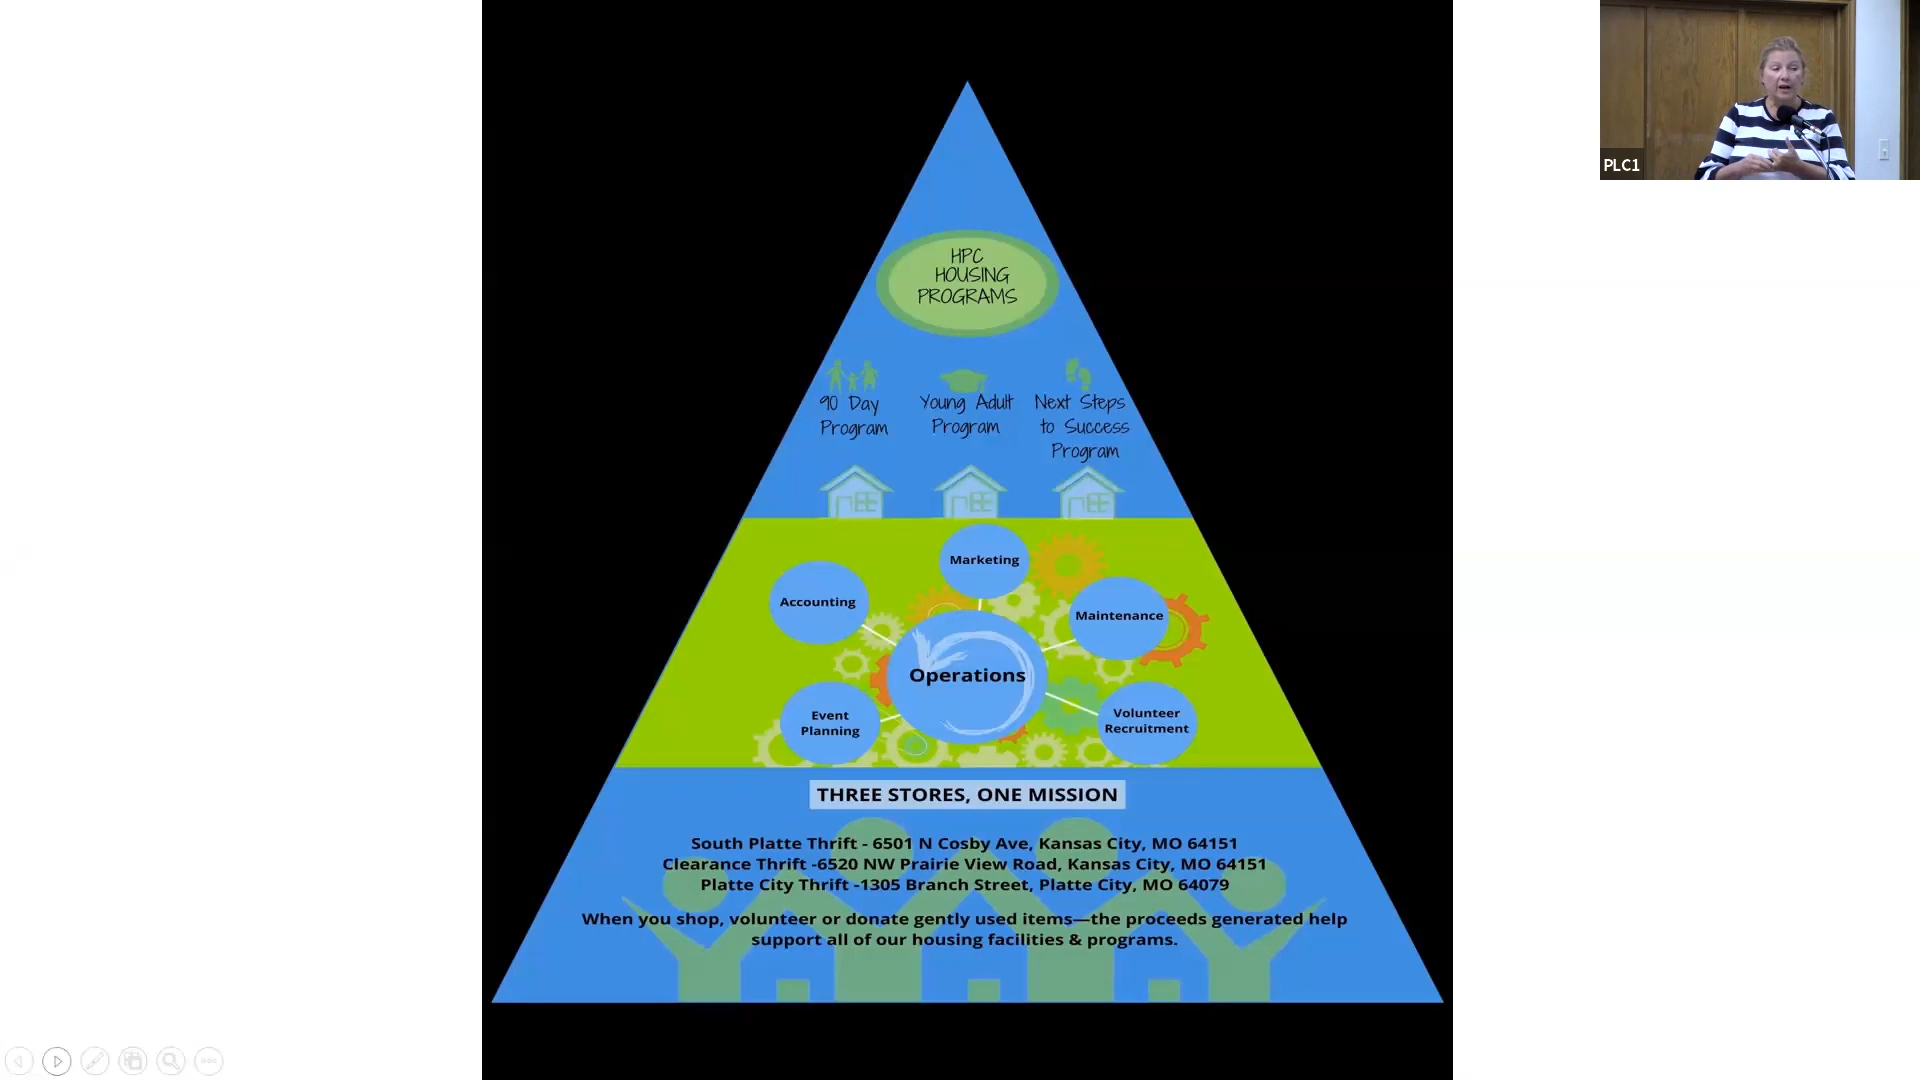 PLC1
HPC
HOUSING
PROGRAMS
90 Day
Program
Young Adult
Program
Next Steps
to Success
Program
Marketing
Accounting
Maintenance
Operations
Event
Planning
Volunteer
Recruitment
THREE STORES, ONE MISSION
South Platte Thrift - 6501 N Cosby Ave, Kansas City, MO 64151
Clearance Thrift -6520 NW Prairie View Road, Kansas City, MO 64151
Platte City Thrift -1305 Branch Street, Platte City, MO 64079
When you shop, volunteer or donate gently used items—the proceeds generated help
support all of our housing facilities & programs.